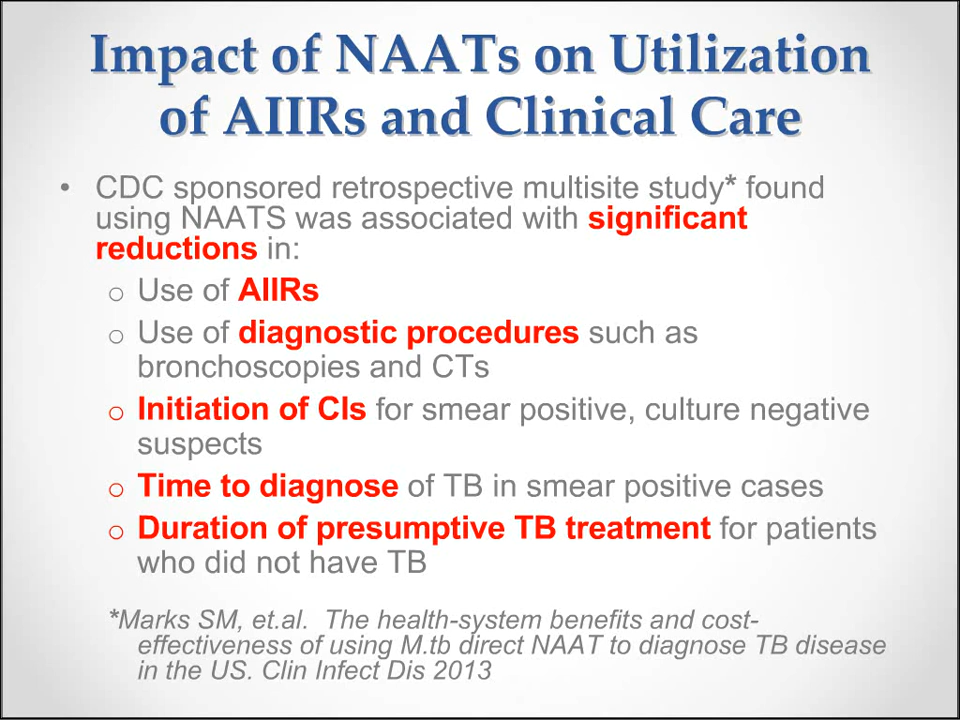 Impact of NAATs on Utilization
of AIIRs and Clinical Care
• CDC sponsored retrospective multisite study* found
using NAATS was associated with significant
reductions in:
o Use of AIIRs
o Use of diagnostic procedures such as
bronchoscopies and CTs
o Initiation of CIs for smear positive, culture negative
suspects
o Time to diagnose of TB in smear positive cases
o Duration of presumptive TB treatment for patients
who did not have TB
*Marks SM, et.al.  The health-system benefits and cost-
effectiveness of using M.tb direct NAAT to diagnose TB disease
in the US. Clin Infect Dis 2013